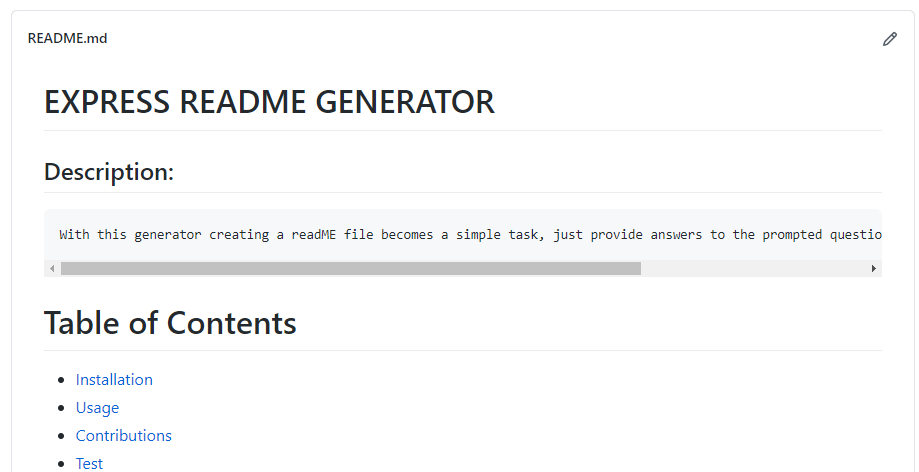 README.md
EXPRESS README GENERATOR
Description:
With this generator creating a readME file becomes a simple task, just provide answers to the prompted questio
Table of Contents
Installation
Usage
Contributions
Test